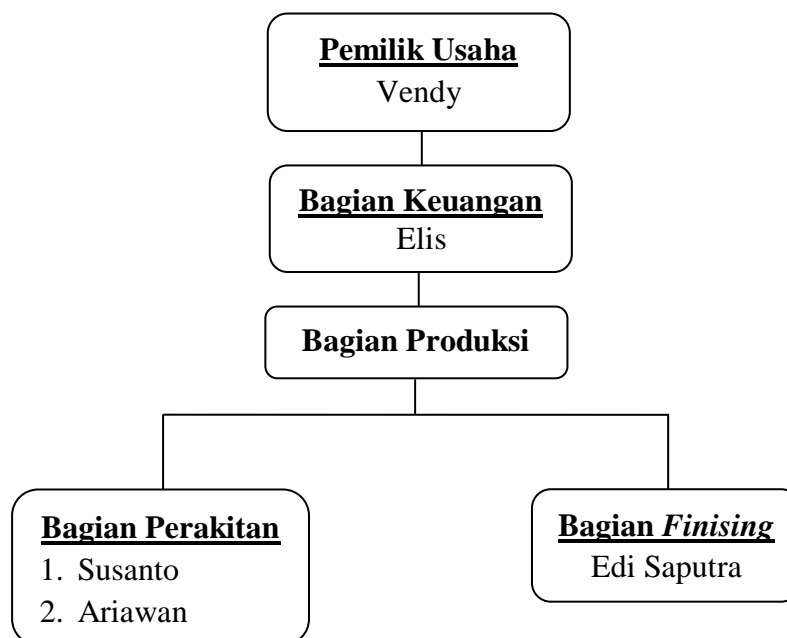 Pemilik Usaha
Vendy
Bagian Keuangan
Elis
Bagian Produksi
Bagian Perakitan
1. Susanto
2. Ariawan
Bagian Finising
Edi Saputra